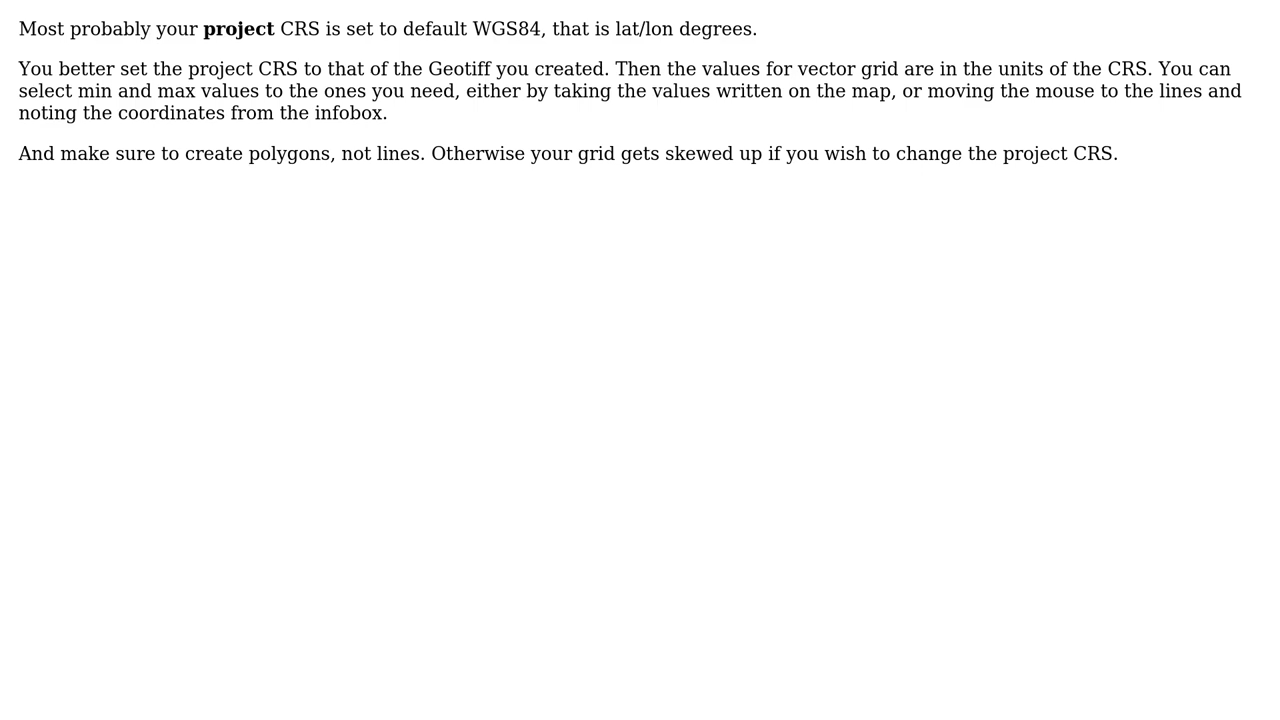 Most probably your project CRS is set to default WGS84, that is lat/lon degrees.
You better set the project CRS to that of the Geotiff you created. Then the values for vector grid are in the units of the CRS. You can
select min and max values to the ones you need, either by taking the values written on the map, or moving the mouse to the lines and
noting the coordinates from the infobox.
And make sure to create polygons, not lines. Otherwise your grid gets skewed up if you wish to change the project CRS.